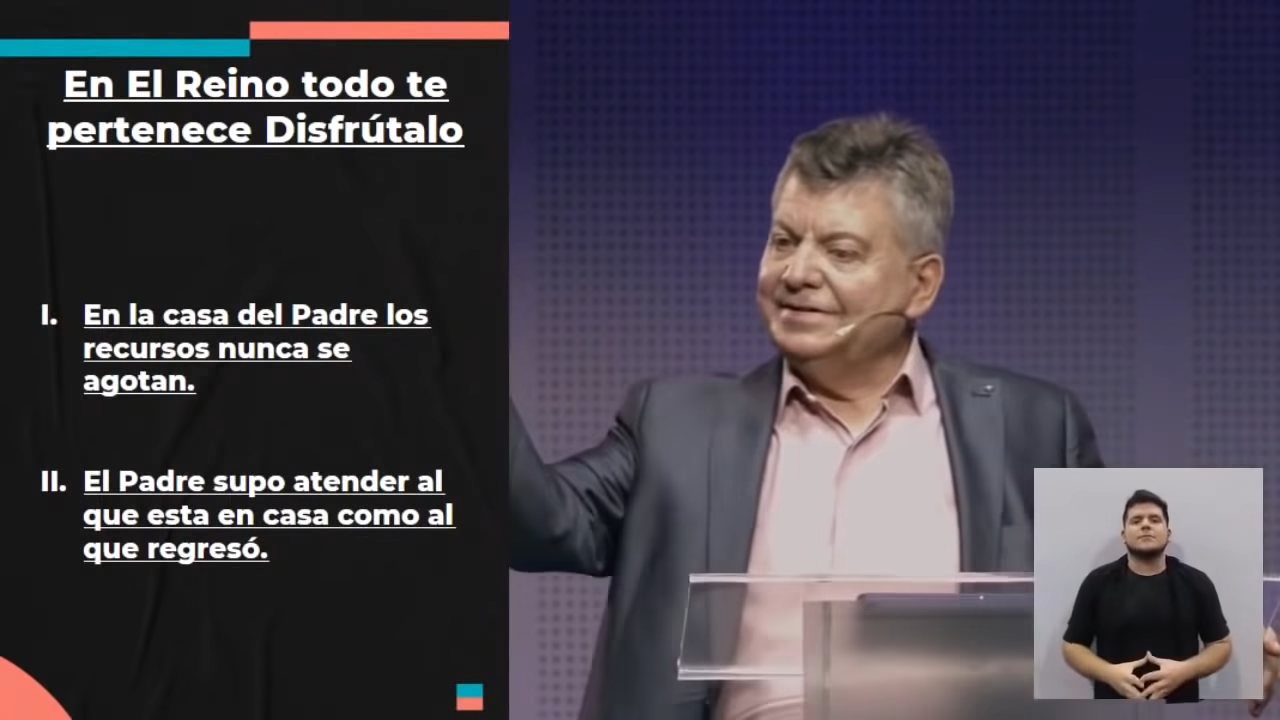 En El Reino todo te
pertenece Disfrútalo
I. En la casa del Padre los
recursos nunca se
agotan.
II. El Padre supo atender al
que esta en casa como al
que regresó.